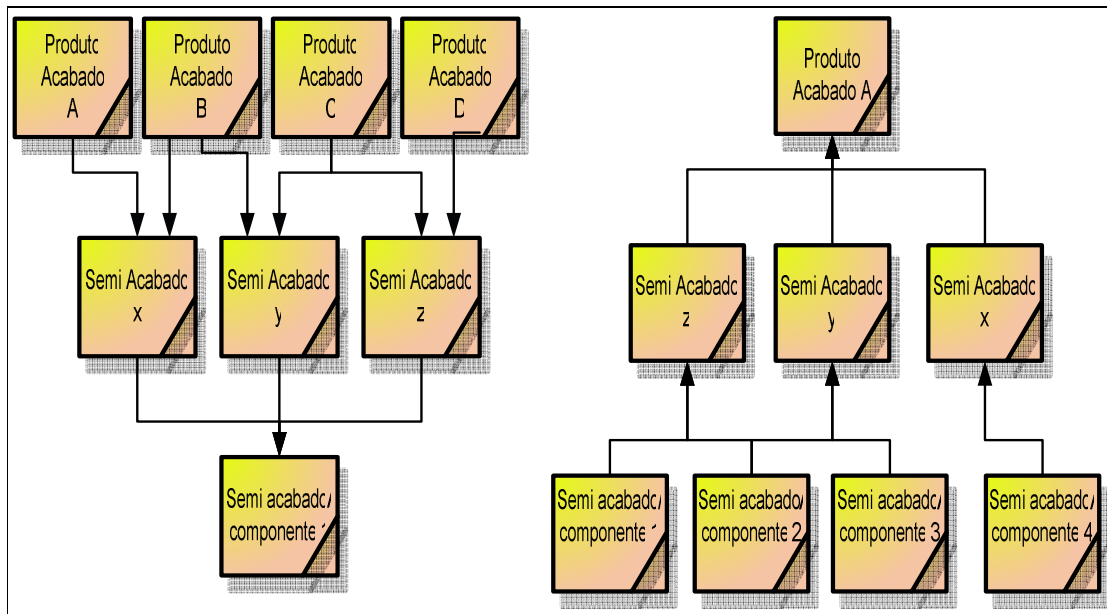 Produto
Acabado
A
Produto
Acabado
B
Produto
Acabado
C
Produto
Acabado
D
Semi Acabado
x
Semi Acabado
y
Semi Acabado
z
Semi acabado/
componente 1
Produto
Acabado A
Semi Acabado
z
Semi Acabado
y
Semi Acabado
x
Semi acabado/
componente 1
Semi acabado/
componente 2
Semi acabado/
componente 3
Semi acabado/
componente 4